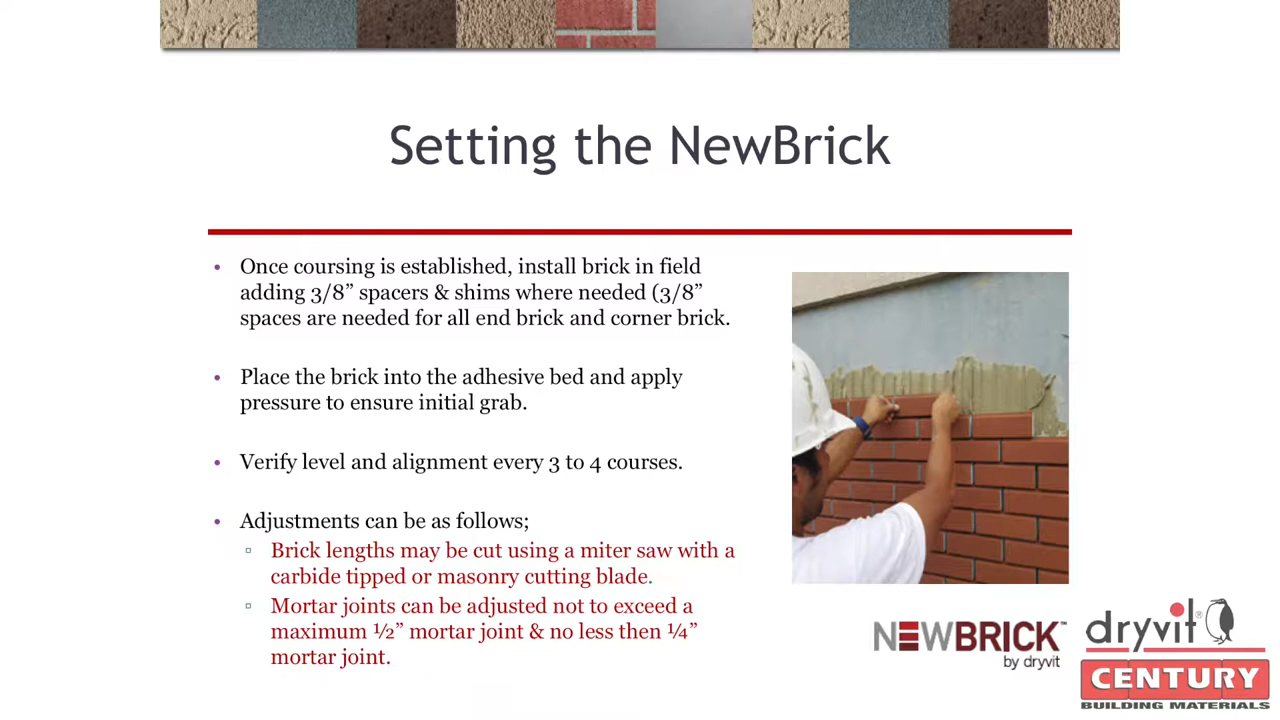 Setting the NewBrick
• Once coursing is established, install brick in field
adding 3/8” spacers & shims where needed (3/8”
spaces are needed for all end brick and corner brick.
• Place the brick into the adhesive bed and apply
pressure to ensure initial grab.
• Verify level and alignment every 3 to 4 courses.
• Adjustments can be as follows;
▫ Brick lengths may be cut using a miter saw with a
carbide tipped or masonry cutting blade.
▫ Mortar joints can be adjusted not to exceed a
maximum ½” mortar joint & no less then ¼”
mortar joint.
NEWBRICK™
by dryvit
dryvit®
CENTURY
BUILDING MATERIALS